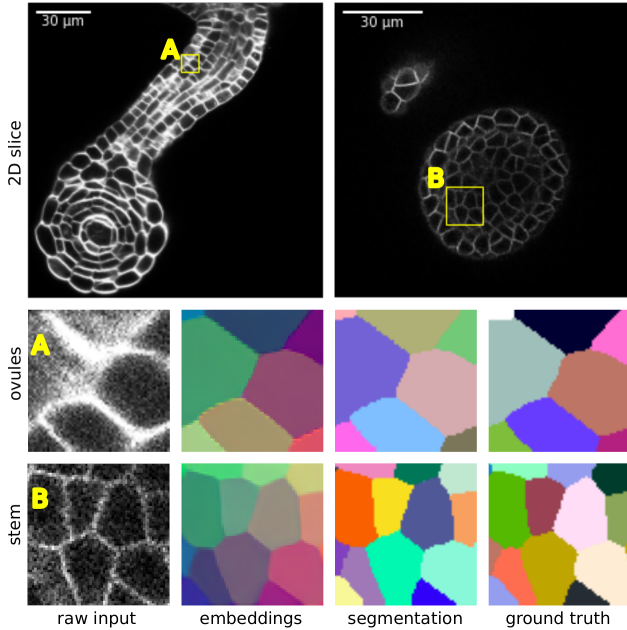 30 μm
30 μm
2D slice
A
B
ovules
A
stem
B
raw input
embeddings
segmentation
ground truth